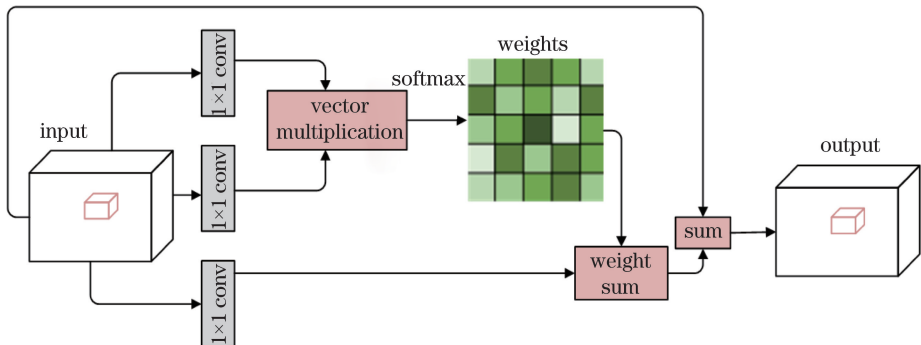 weights
1×1 conv
softmax
vector
multiplication
input
output
1×1 conv
sum
weight
sum
1×1 conv